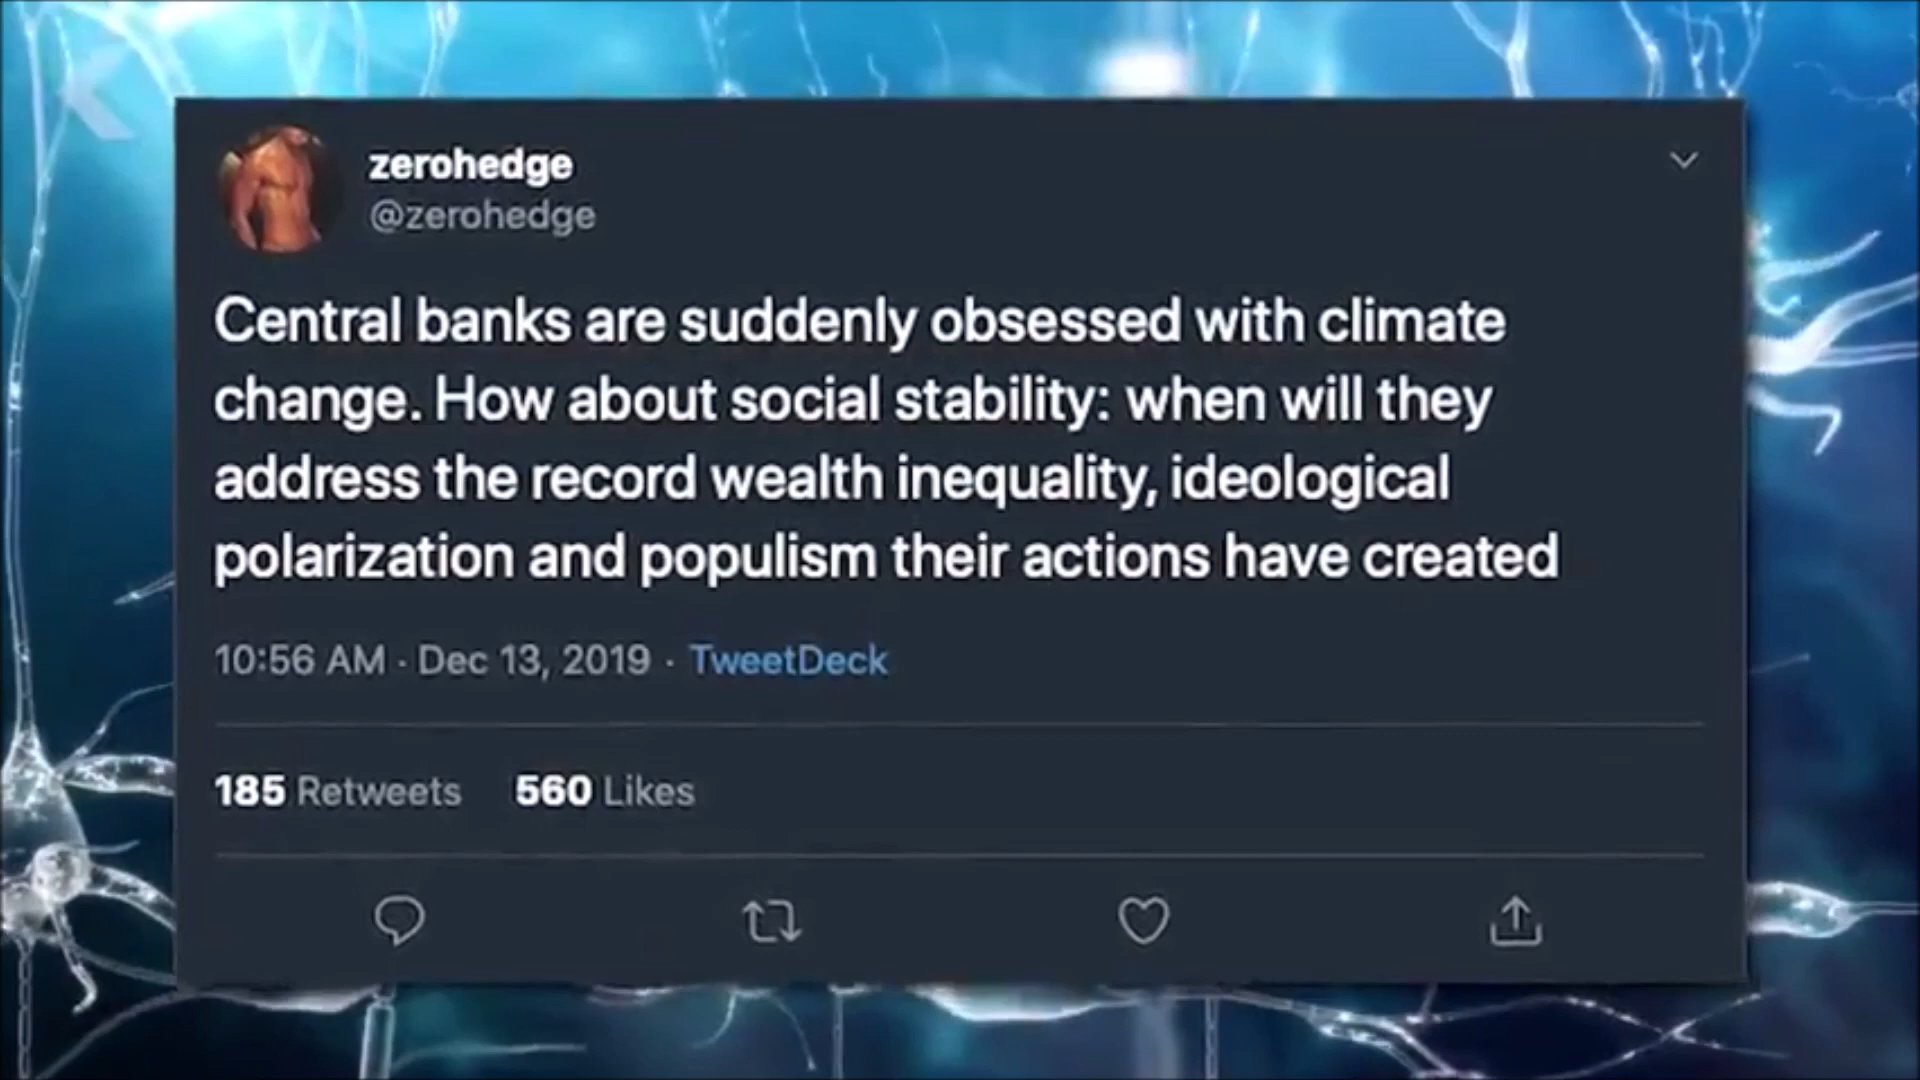 zerohedge
@zerohedge
Central banks are suddenly obsessed with climate
change. How about social stability: when will they
address the record wealth inequality, ideological
polarization and populism their actions have created
10:56 AM · Dec 13, 2019 · TweetDeck
185 Retweets 560 Likes